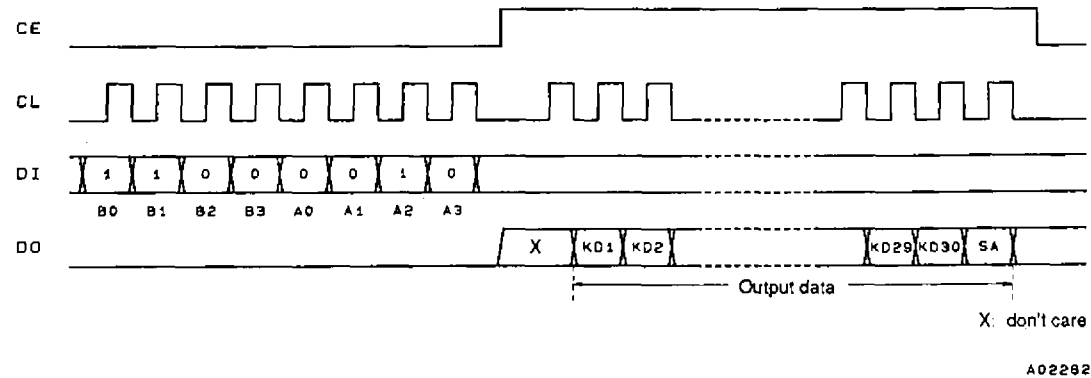 CE
CL
DI 1 1 0 0 0 0 1 0
B0 B1 B2 B3 A0 A1 A2 A3
DO X KD1 KD2 KD29 KD30 SA
Output data
X: don't care
A02282